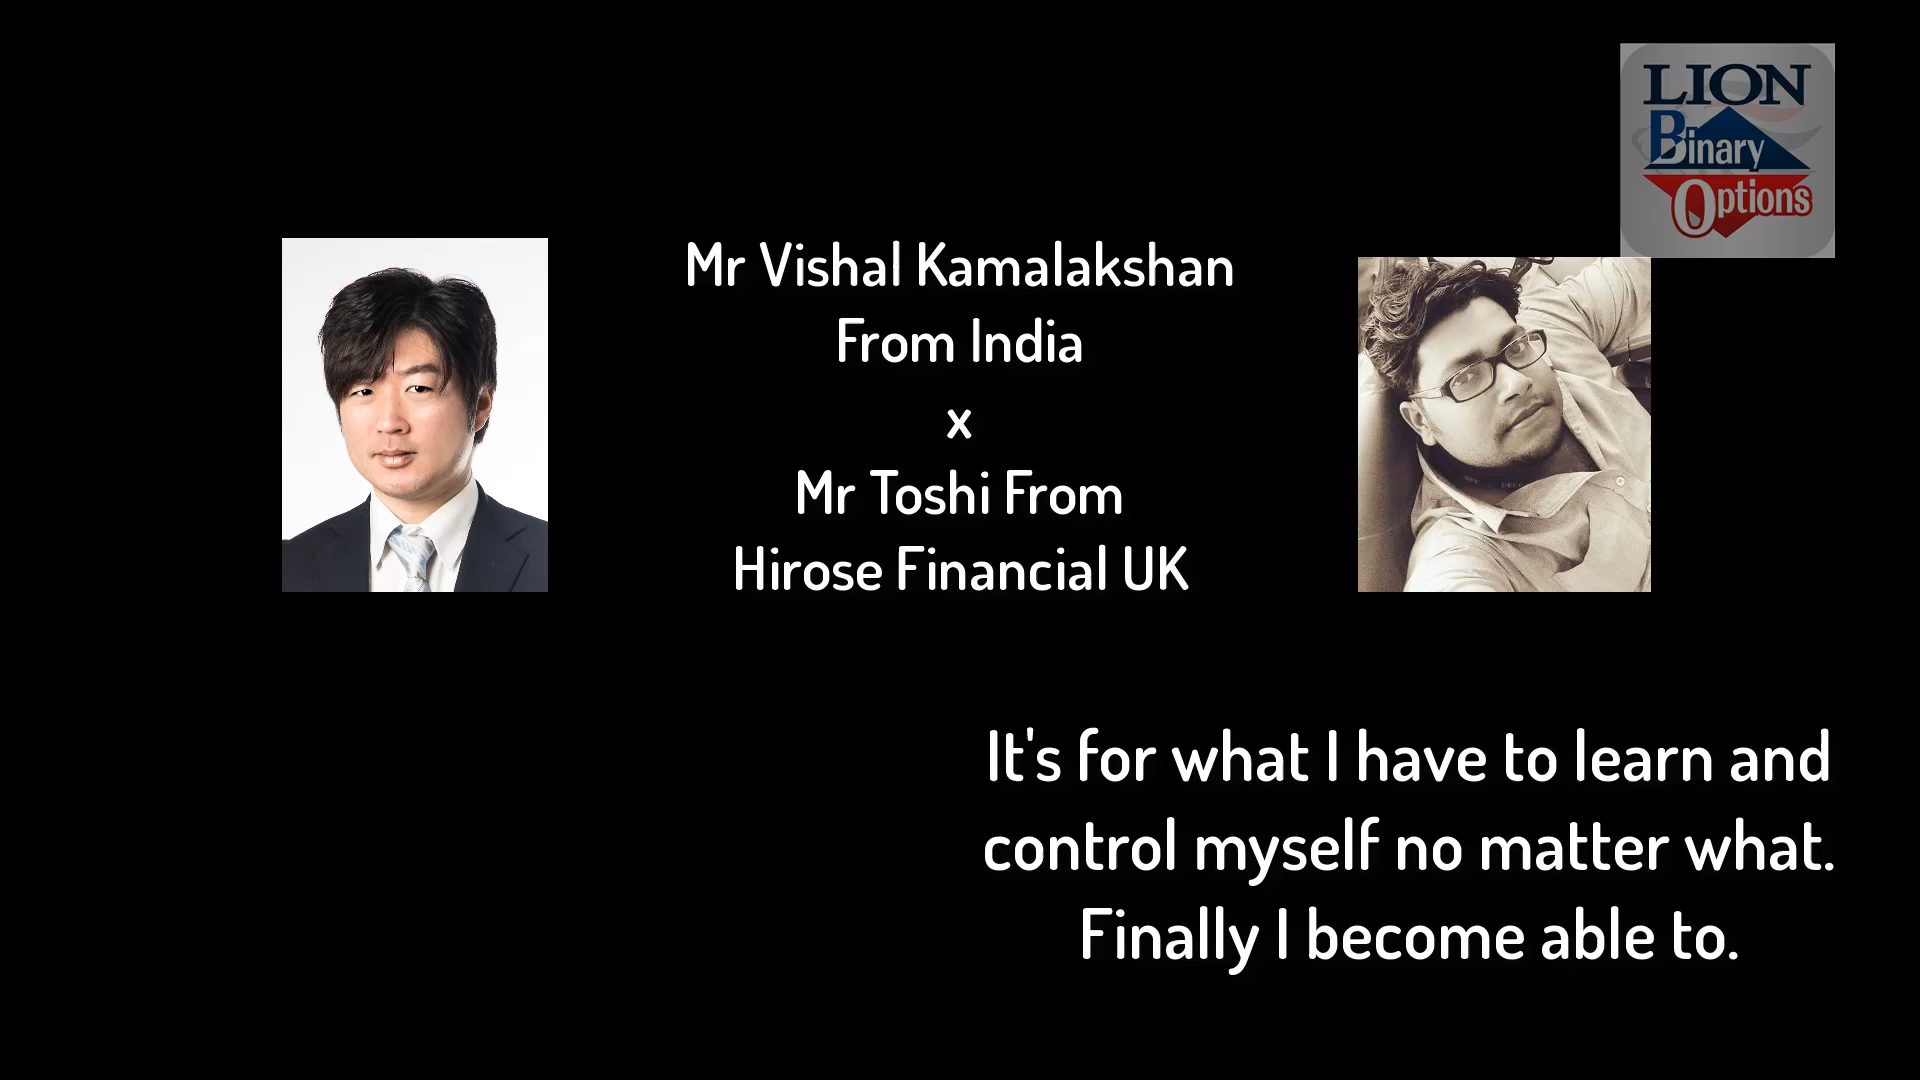 LION
Binary
Options
Mr Vishal Kamalakshan
From India
x
Mr Toshi From
Hirose Financial UK
It's for what I have to learn and
control myself no matter what.
Finally I become able to.